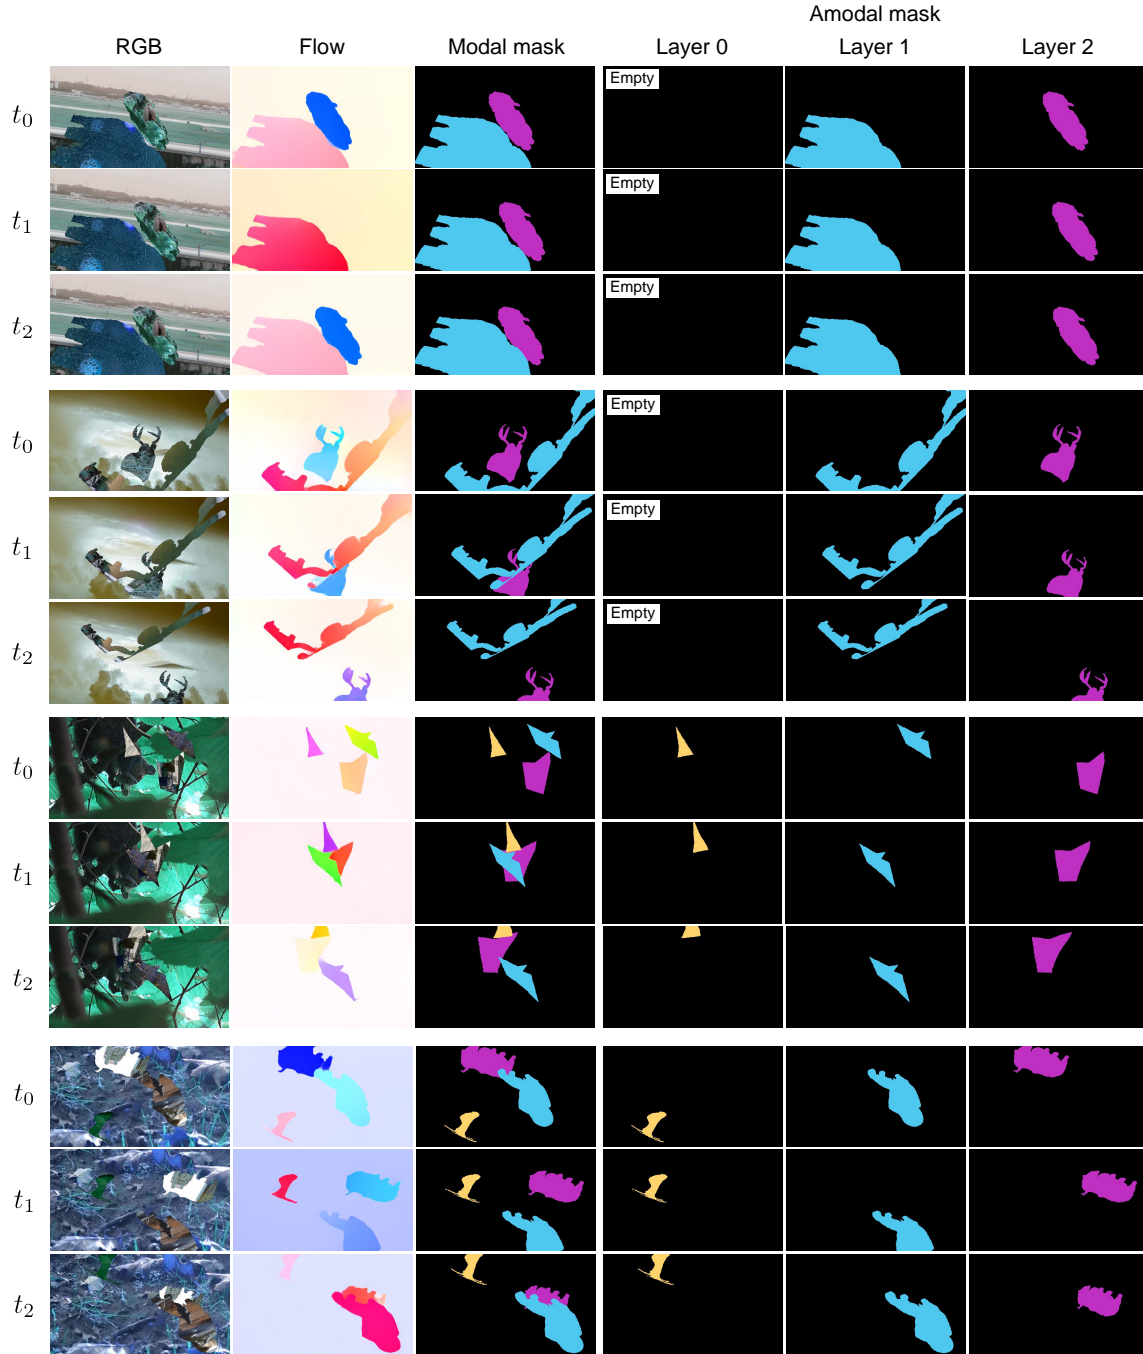 Amodal mask
RGB Flow Modal mask Layer 0 Layer 1 Layer 2
t0 Empty
t1 Empty
t2 Empty
t0 Empty
t1 Empty
t2 Empty
t0
t1
t2
t0
t1
t2